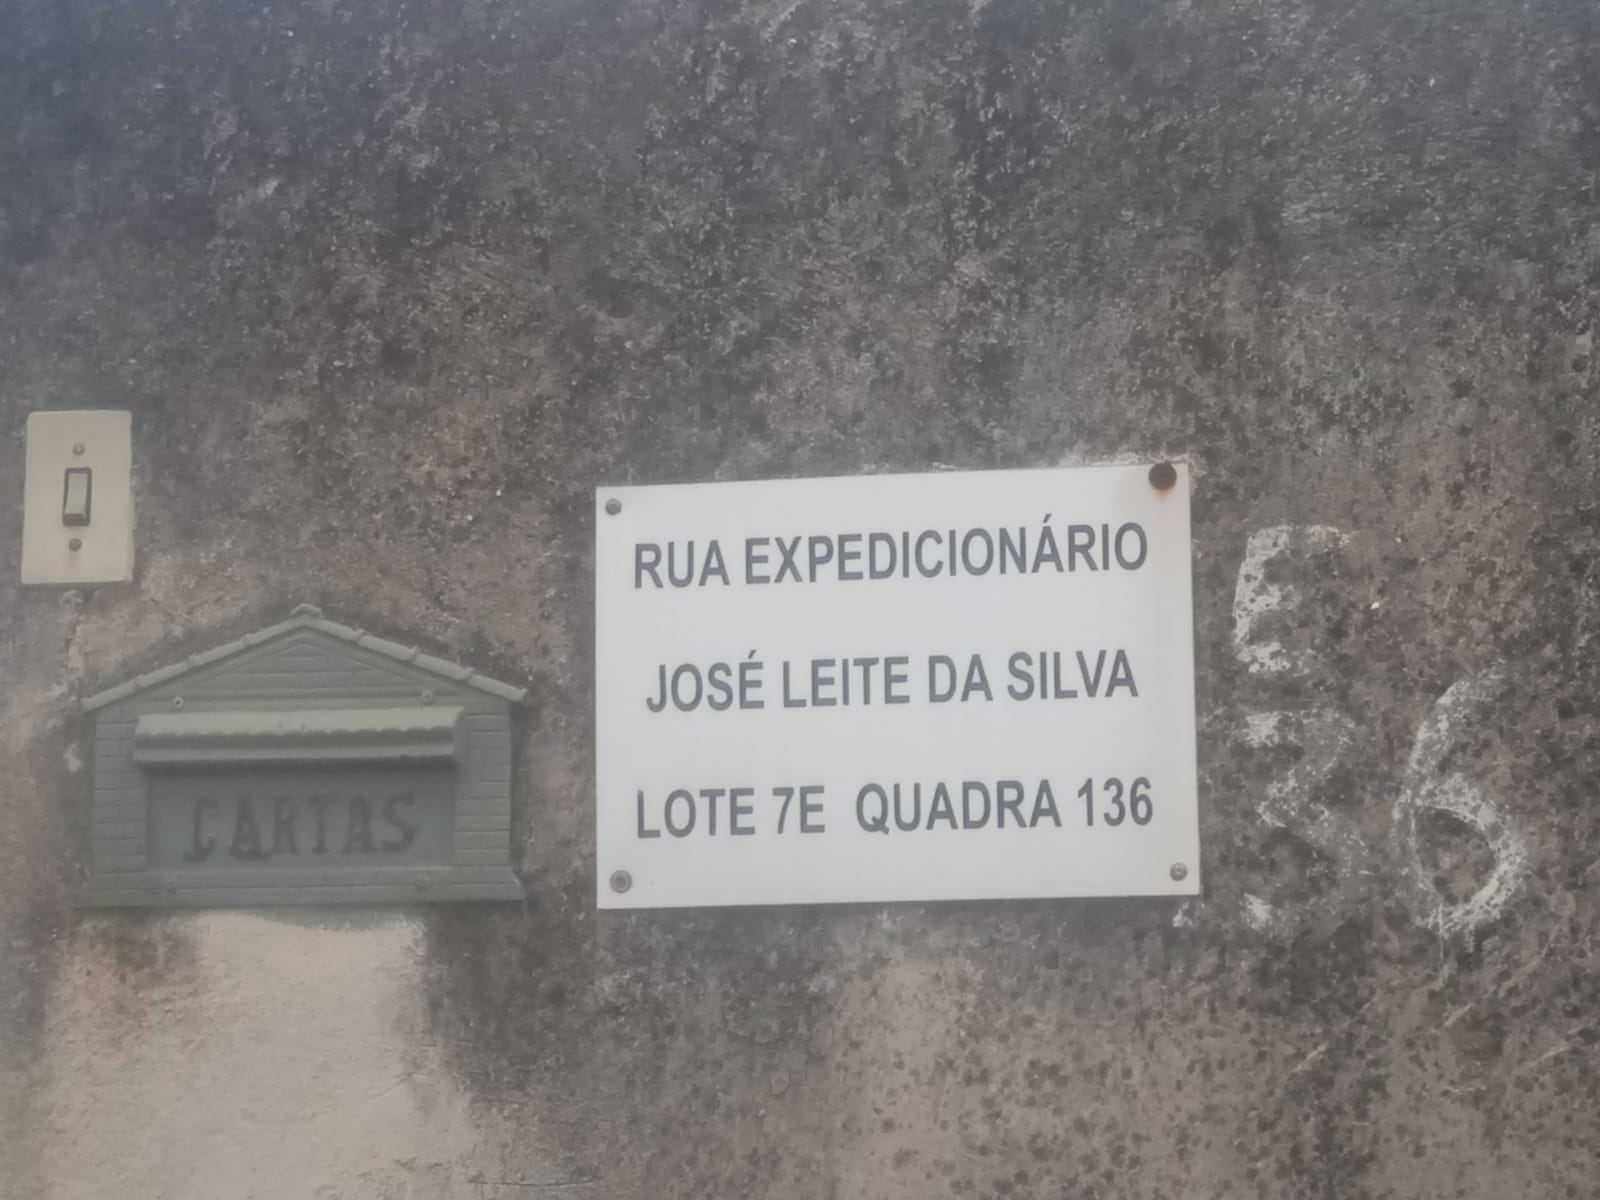 RUA EXPEDICIONÁRIO
JOSÉ LEITE DA SILVA
LOTE 7E QUADRA 136
CARTAS
E
36